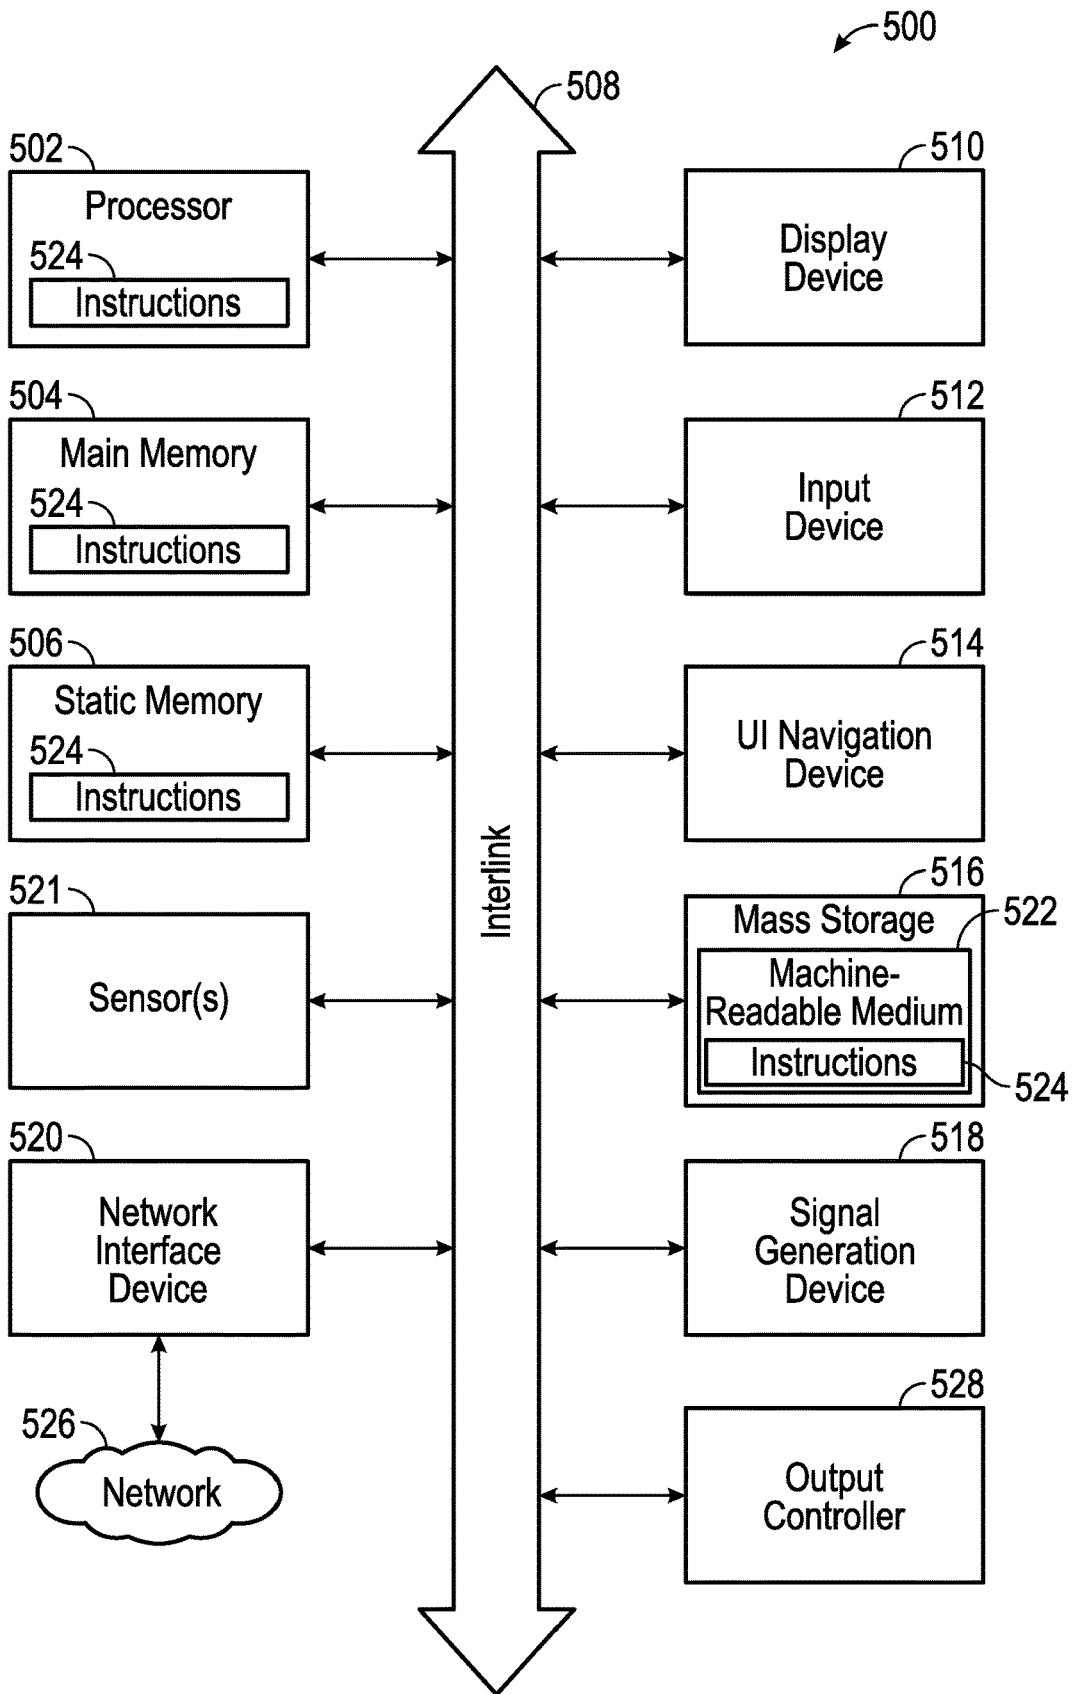 500
508
502
Processor
524
Instructions
504
Main Memory
524
Instructions
506
Static Memory
524
Instructions
521
Sensor(s)
520
Network
Interface
Device
526
Network
Interlink
510
Display
Device
512
Input
Device
514
UI Navigation
Device
516
Mass Storage
522
Machine-
Readable Medium
Instructions
524
518
Signal
Generation
Device
528
Output
Controller